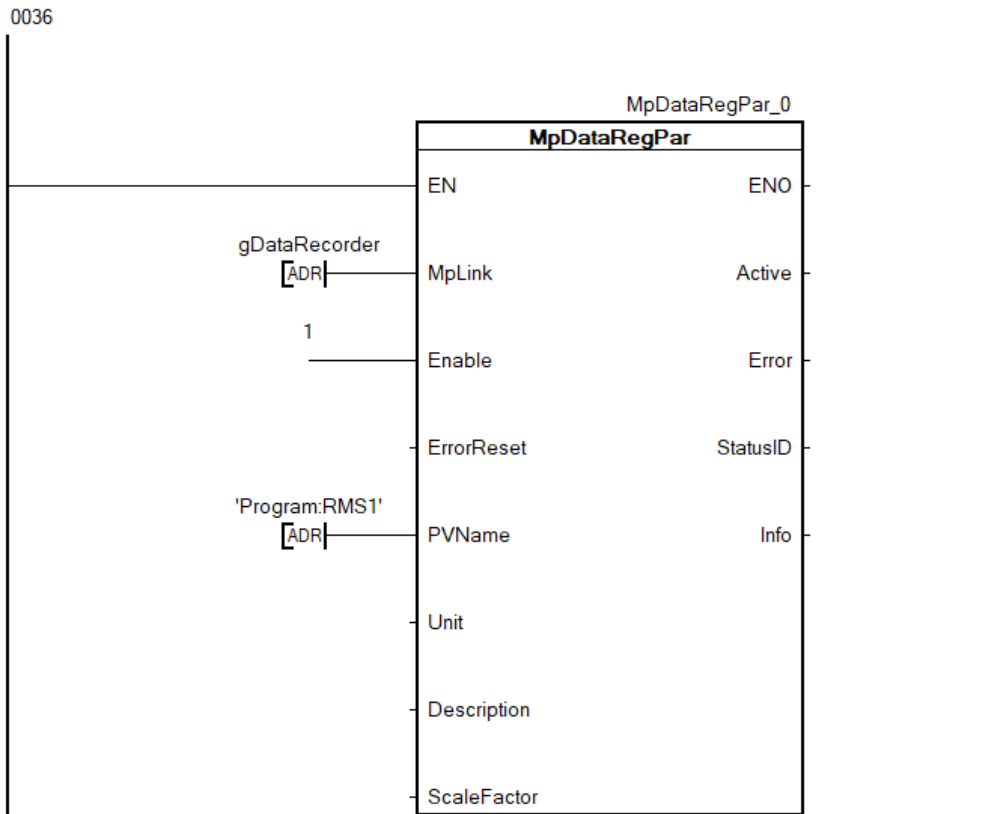 0036
MpDataRegPar_0
MpDataRegPar
EN ENO
gDataRecorder
ADR MpLink Active
1
Enable Error
ErrorReset StatusID
'Program:RMS1'
ADR PVName Info
Unit
Description
ScaleFactor